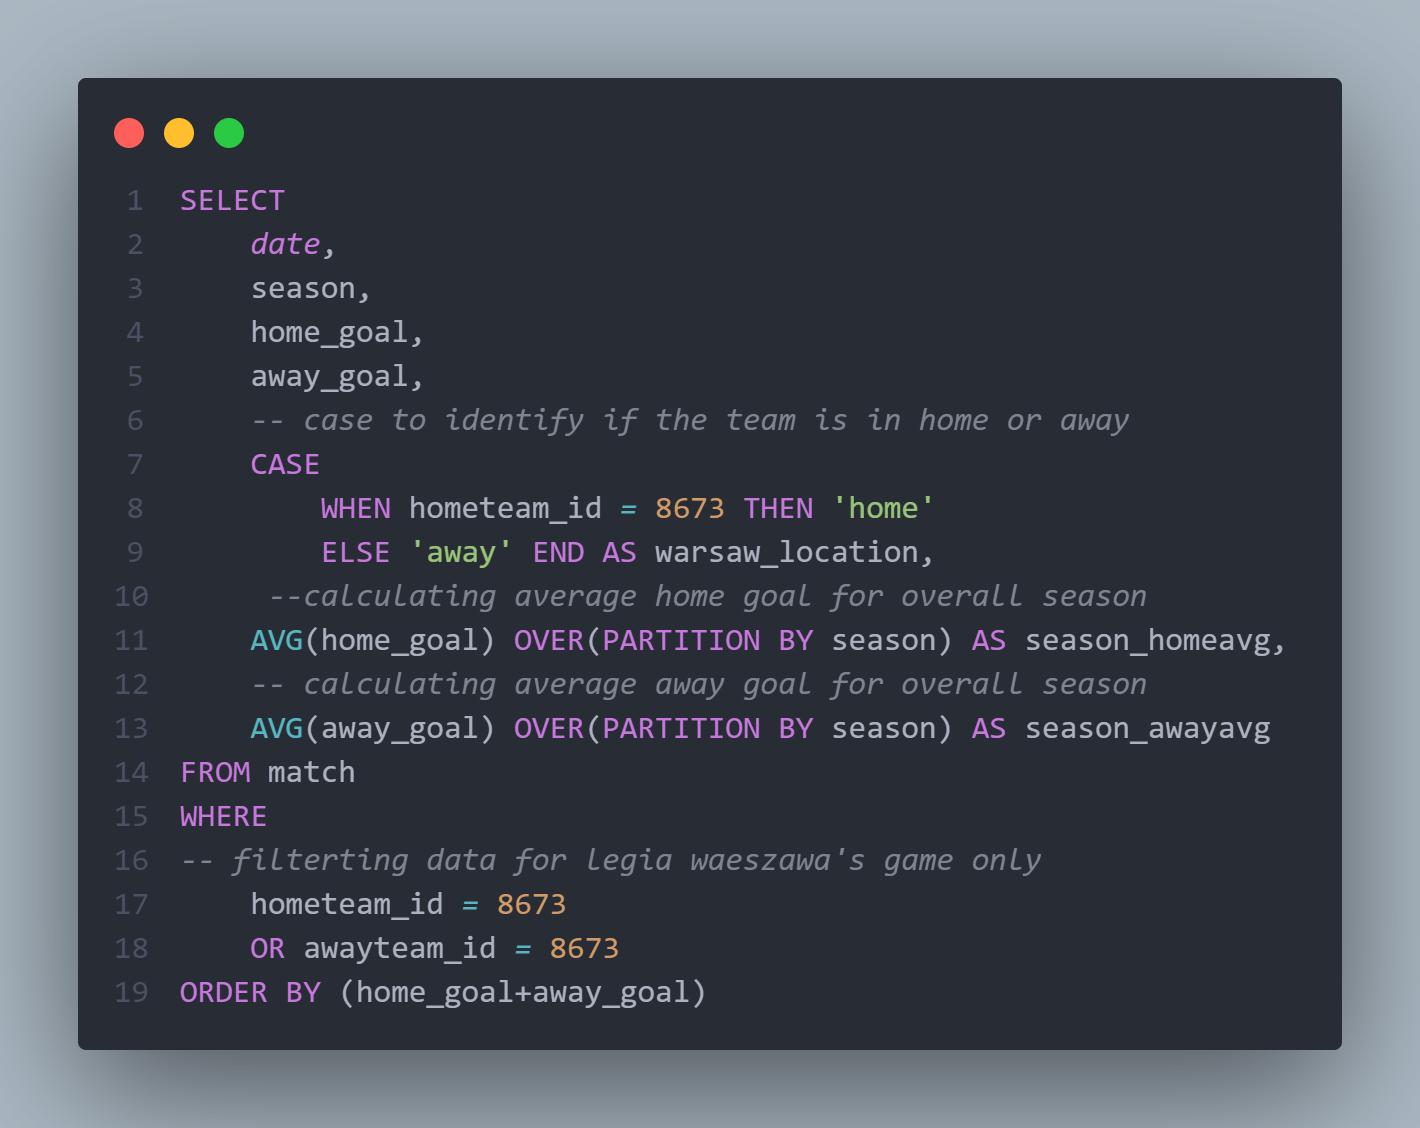 1 SELECT
2     date,
3     season,
4     home_goal,
5     away_goal,
6     -- case to identify if the team is in home or away
7     CASE
8         WHEN hometeam_id = 8673 THEN 'home'
9         ELSE 'away' END AS warsaw_location,
10      --calculating average home goal for overall season
11     AVG(home_goal) OVER(PARTITION BY season) AS season_homeavg,
12     -- calculating average away goal for overall season
13     AVG(away_goal) OVER(PARTITION BY season) AS season_awayavg
14 FROM match
15 WHERE
16 -- filterting data for legia waeszawa's game only
17     hometeam_id = 8673
18     OR awayteam_id = 8673
19 ORDER BY (home_goal+away_goal)